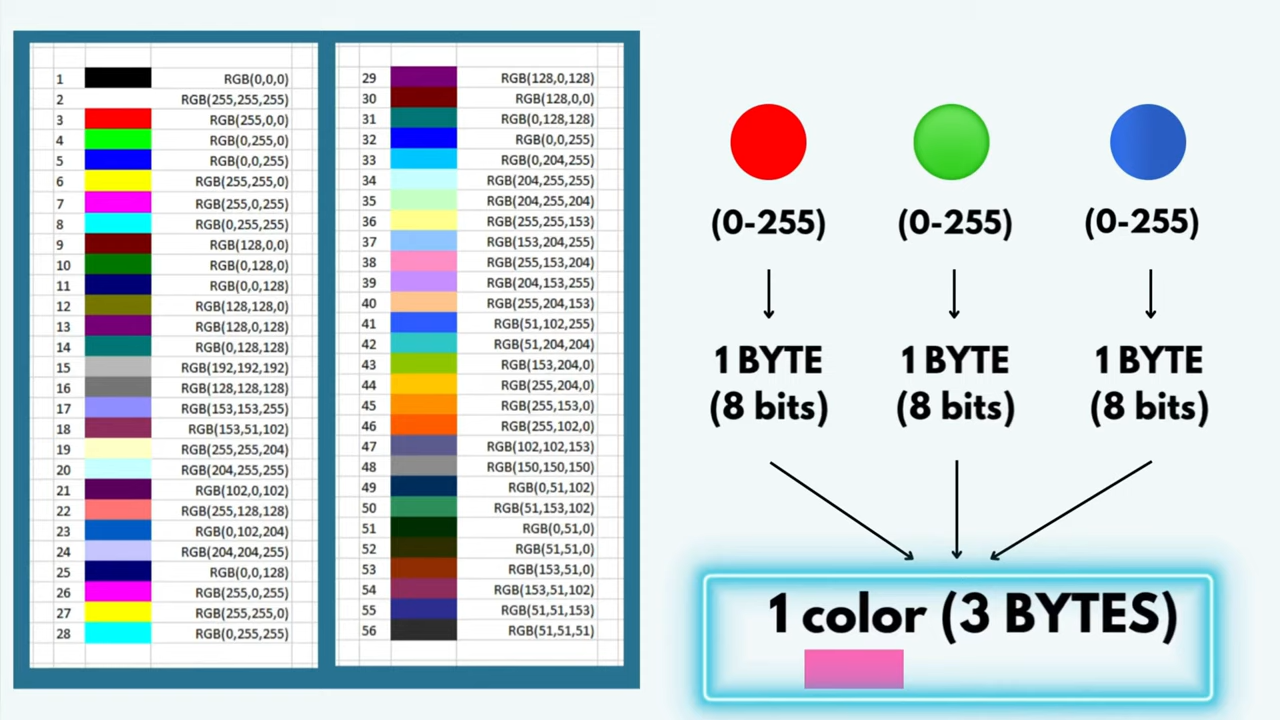 1 RGB(0,0,0)
2 RGB(255,255,255)
3 RGB(255,0,0)
4 RGB(0,255,0)
5 RGB(0,0,255)
6 RGB(255,255,0)
7 RGB(255,0,255)
8 RGB(0,255,255)
9 RGB(128,0,0)
10 RGB(0,128,0)
11 RGB(0,0,128)
12 RGB(128,128,0)
13 RGB(128,0,128)
14 RGB(0,128,128)
15 RGB(192,192,192)
16 RGB(128,128,128)
17 RGB(153,153,255)
18 RGB(153,51,102)
19 RGB(255,255,204)
20 RGB(204,255,255)
21 RGB(102,0,102)
22 RGB(255,128,128)
23 RGB(0,102,204)
24 RGB(204,204,255)
25 RGB(0,0,128)
26 RGB(255,0,255)
27 RGB(255,255,0)
28 RGB(0,255,255)
29 RGB(128,0,128)
30 RGB(128,0,0)
31 RGB(0,128,128)
32 RGB(0,0,255)
33 RGB(0,204,255)
34 RGB(204,255,255)
35 RGB(204,255,204)
36 RGB(255,255,153)
37 RGB(153,204,255)
38 RGB(255,153,204)
39 RGB(204,153,255)
40 RGB(255,204,153)
41 RGB(51,102,255)
42 RGB(51,204,204)
43 RGB(153,204,0)
44 RGB(255,204,0)
45 RGB(255,153,0)
46 RGB(255,102,0)
47 RGB(102,102,153)
48 RGB(150,150,150)
49 RGB(0,51,102)
50 RGB(51,153,102)
51 RGB(0,51,0)
52 RGB(51,51,0)
53 RGB(153,51,0)
54 RGB(153,51,102)
55 RGB(51,51,153)
56 RGB(51,51,51)
(0-255) (0-255) (0-255)
1 BYTE 1 BYTE 1 BYTE
(8 bits) (8 bits) (8 bits)
1 color (3 BYTES)